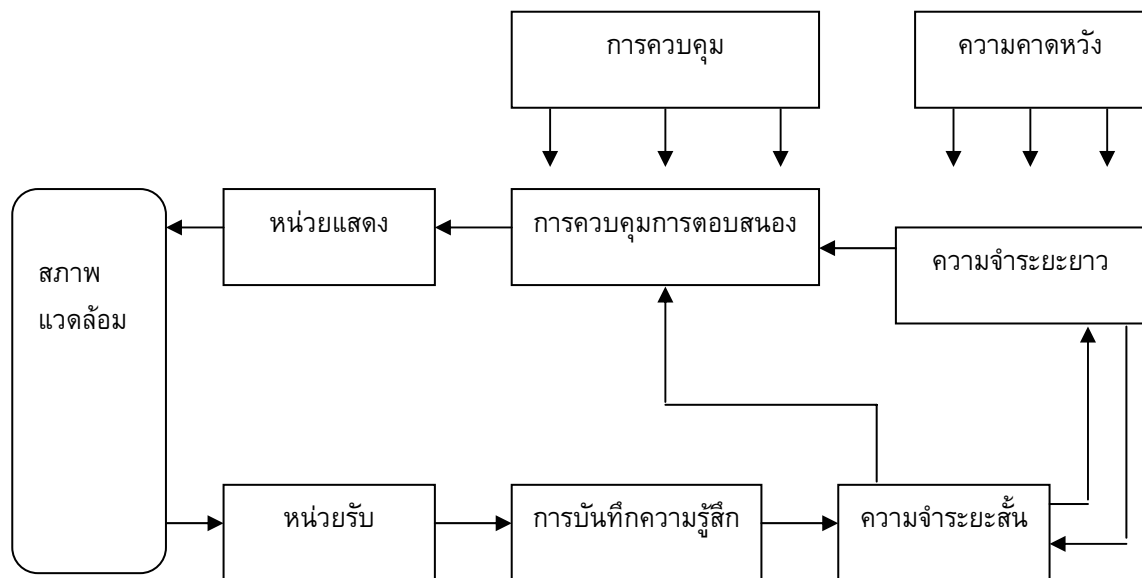 การควบคุม
ความคาดหวัง
หน่วยแสดง
การควบคุมการตอบสนอง
ความจำระยะยาว
สภาพ
แวดล้อม
หน่วยรับ
การบันทึกความรู้สึก
ความจำระยะสั้น